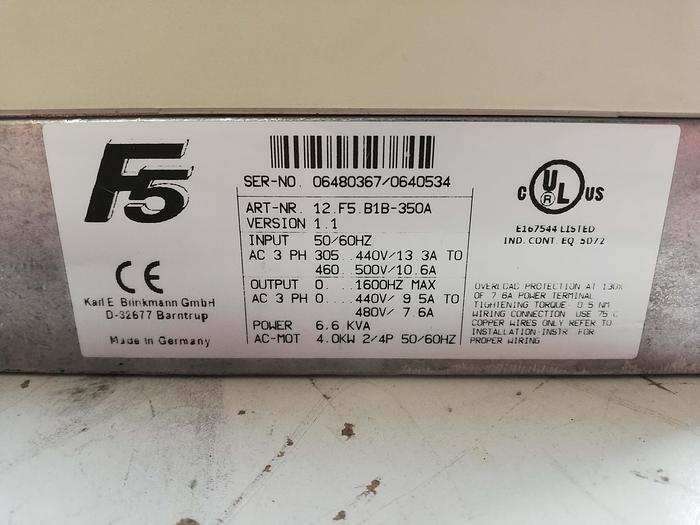 F5
SER-NO. 06480367/0640534
ART-NR. 12.F5.B1B-350A
VERSION 1.1
INPUT 50/60HZ
AC 3 PH 305...440V/13.3A TO
460...500V/10.6A
OUTPUT 0...1600HZ MAX
AC 3 PH 0...440V/ 9.5A TO
480V/ 7.6A
POWER 6.6 KVA
AC-MOT 4.0KW 2/4P 50/60HZ
CE
Karl E. Brinkmann GmbH
D-32677 Barntrup
Made in Germany
C UL US
®
E167544 LISTED
IND. CONT. EQ. 5D72
OVERLOAD PROTECTION AT 130%
OF 7.6A POWER TERMINAL
TIGHTENING TORQUE: 0.5 NM
WIRING CONNECTION: USE 75°C
COPPER WIRES ONLY REFER TO
INSTALLATION-INSTR. FOR
PROPER WIRING